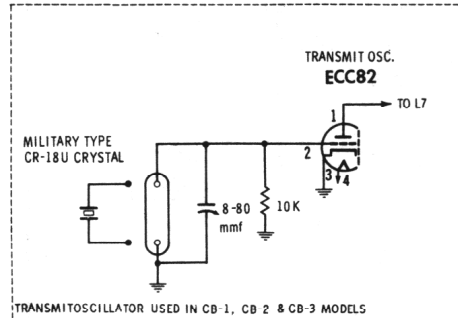 TRANSMIT OSC.
ECC82
1
TO L7
2
3
4
MILITARY TYPE
CR-18U CRYSTAL
8-80
mmf
10K
TRANSMITOSCILLATOR USED IN CB-1, CB 2 & CB-3 MODELS